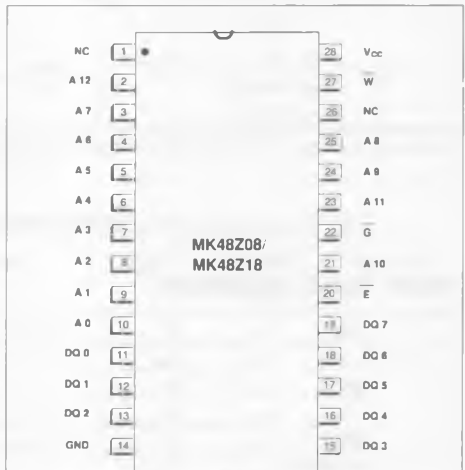 NC 1 28 Vcc
A 12 2 27 W̅
A 7 3 26 NC
A 6 4 25 A 8
A 5 5 24 A 9
A 4 6 23 A 11
A 3 7 22 G̅
MK48Z08/
A 2 8 21 A 10
MK48Z18
A 1 9 20 E̅
A 0 10 19 DQ 7
DQ 0 11 18 DQ 6
DQ 1 12 17 DQ 5
DQ 2 13 16 DQ 4
GND 14 15 DQ 3